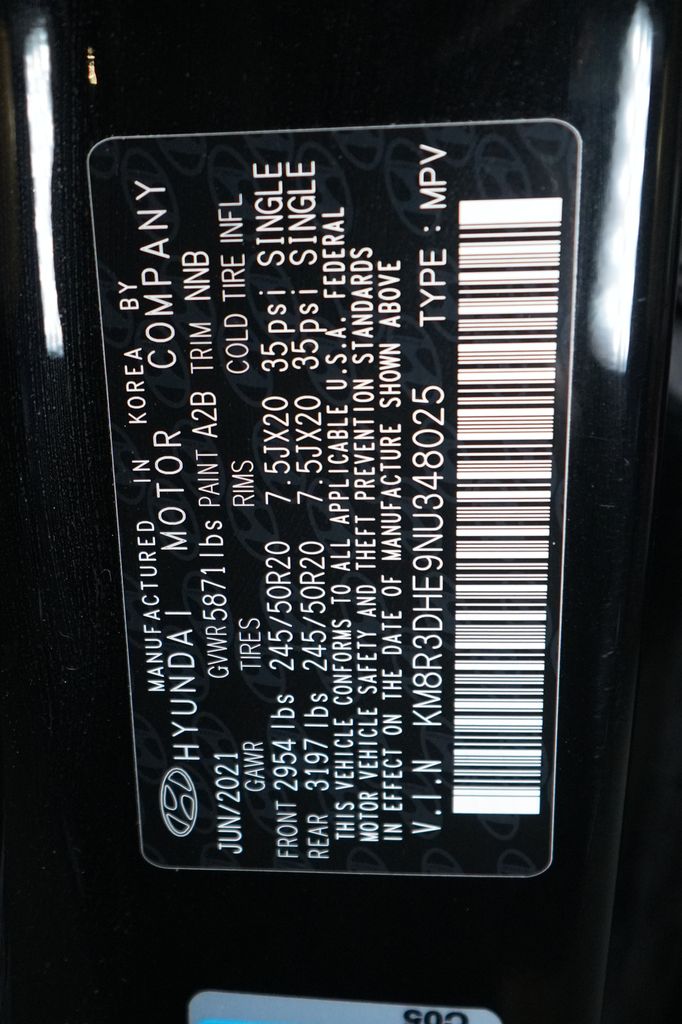 MANUFACTURED IN KOREA BY
HYUNDAI MOTOR COMPANY
JUN/2021 GVWR 5871 lbs PAINT A2B TRIM NNB
GAWR TIRES RIMS COLD TIRE INFL
FRONT 2954 lbs 245/50R20 7.5JX20 35psi SINGLE
REAR 3197 lbs 245/50R20 7.5JX20 35psi SINGLE
THIS VEHICLE CONFORMS TO ALL APPLICABLE U.S.A. FEDERAL
MOTOR VEHICLE SAFETY AND THEFT PREVENTION STANDARDS
IN EFFECT ON THE DATE OF MANUFACTURE SHOWN ABOVE
V.I.N KM8R3DHE9NU348025 TYPE : MPV
C05